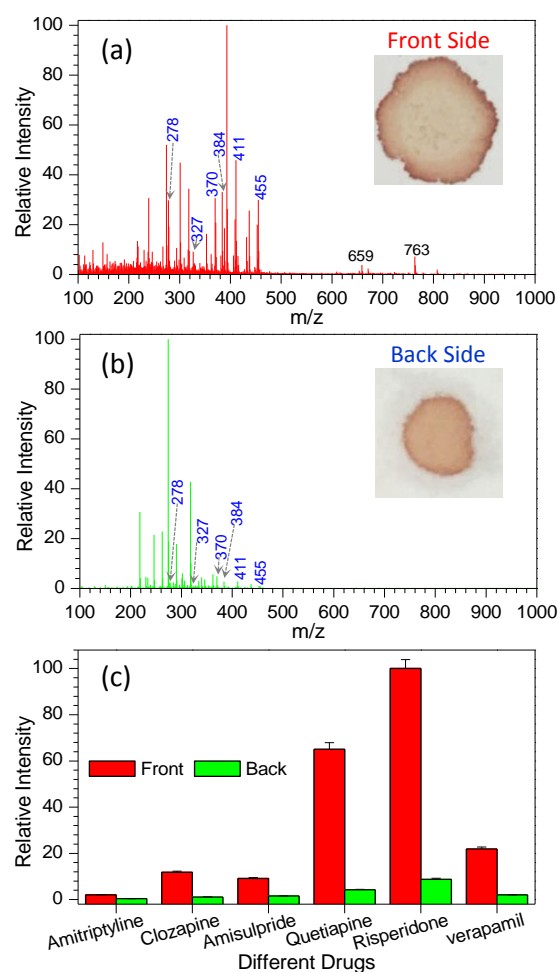 (a)
Front Side
Relative Intensity
100
80
60
40
20
0
278
327
370
384
411
455
659
763
100 200 300 400 500 600 700 800 900 1000
m/z
(b)
Back Side
Relative Intensity
100
80
60
40
20
0
278
327
370
384
411
455
100 200 300 400 500 600 700 800 900 1000
m/z
(c)
Relative Intensity
100
80
60
40
20
0
Front Back
Amitriptyline Clozapine Amisulpride Quetiapine Risperidone verapamil
Different Drugs